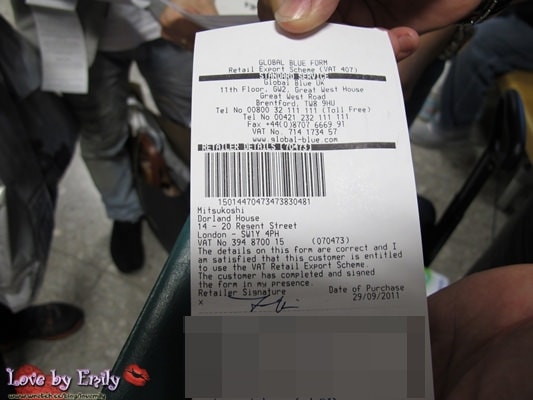 GLOBAL BLUE FORM
Retail Export Scheme (VAT 407)
STANDARD SERVICE
Global Blue UK
11th Floor, GW2, Great West House
Great West Road
Brentford, TW8 9HU
Tel No 00800 32 111 111 (Toll Free)
Tel No 00421 232 111 111
Fax +44(0)8707 6669 91
VAT No. 714 1734 57
www.global-blue.com
RETAILER DETAILS [70473]
15014470473473830481
Mitsukoshi
Dorland House
14 - 20 Regent Street
London - SW1Y 4PH
VAT No 394 8700 15 (070473)
The details on this form are correct and I
am satisfied that this customer is entitled
to use the VAT Retail Export Scheme.
The customer has completed and signed
the form in my presence.
Retailer Signature Date of Purchase
x 29/09/2011
Love by Emily